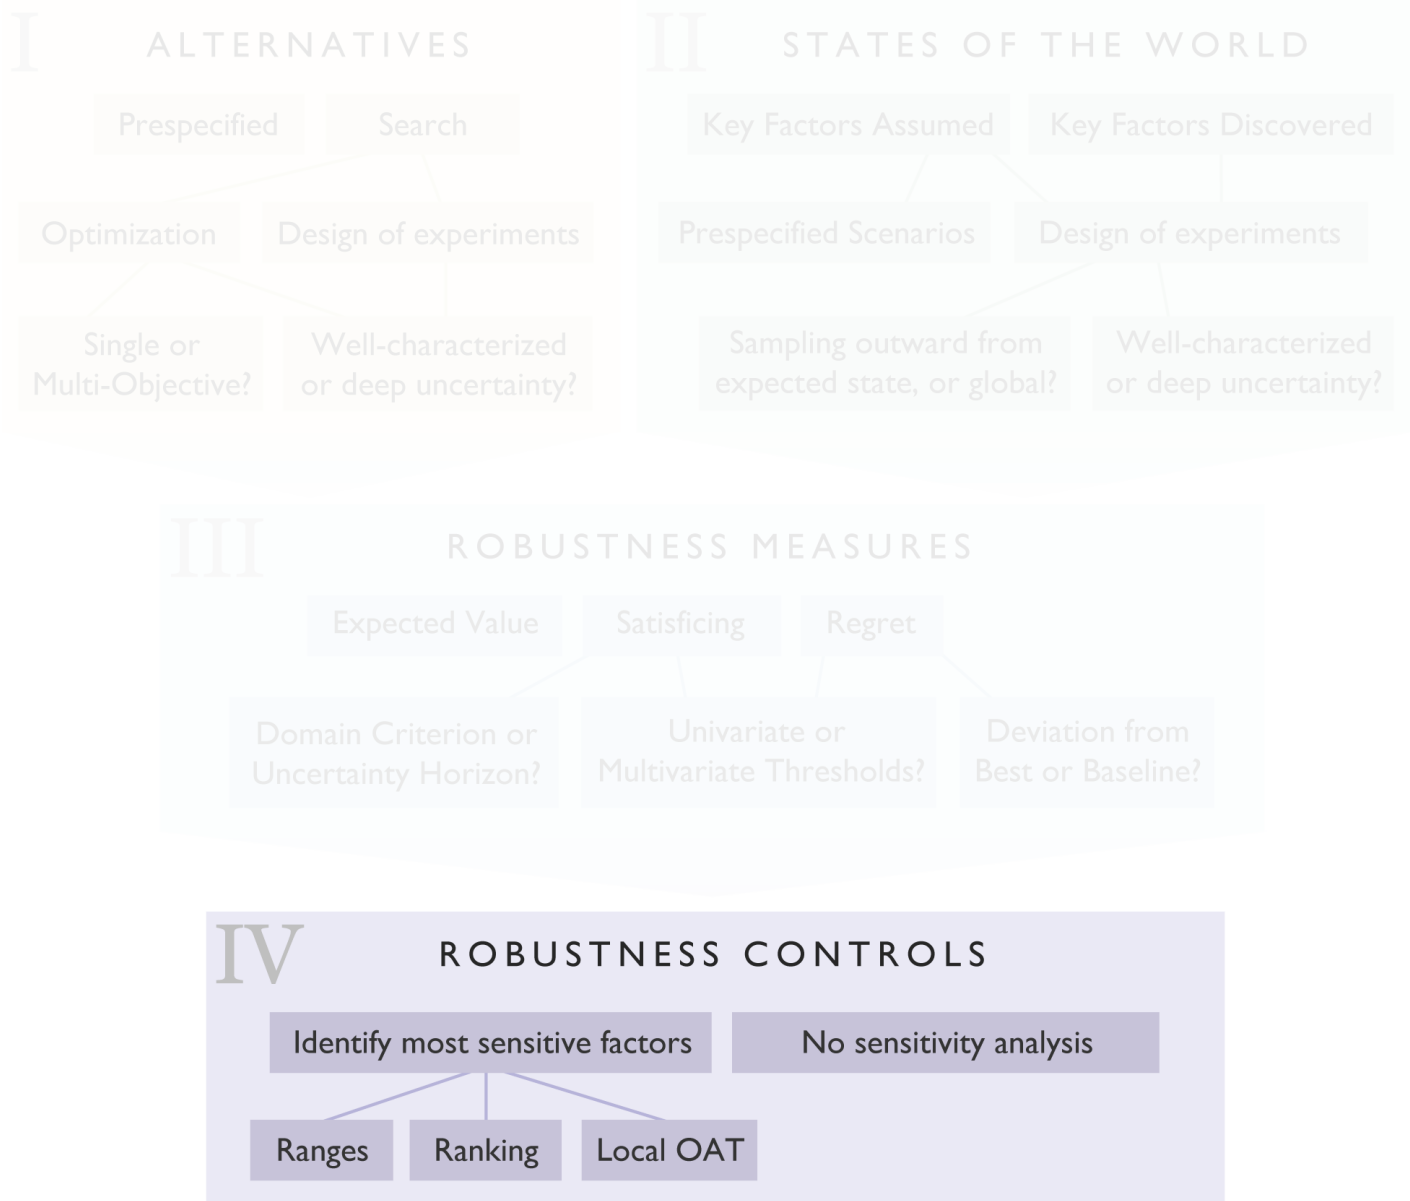 I
ALTERNATIVES
Prespecified
Search
Optimization
Design of experiments
Single or
Multi-Objective?
Well-characterized
or deep uncertainty?
II
STATES OF THE WORLD
Key Factors Assumed
Key Factors Discovered
Prespecified Scenarios
Design of experiments
Sampling outward from
expected state, or global?
Well-characterized
or deep uncertainty?
III
ROBUSTNESS MEASURES
Expected Value
Satisficing
Regret
Domain Criterion or
Uncertainty Horizon?
Univariate or
Multivariate Thresholds?
Deviation from
Best or Baseline?
IV
ROBUSTNESS CONTROLS
Identify most sensitive factors
No sensitivity analysis
Ranges
Ranking
Local OAT